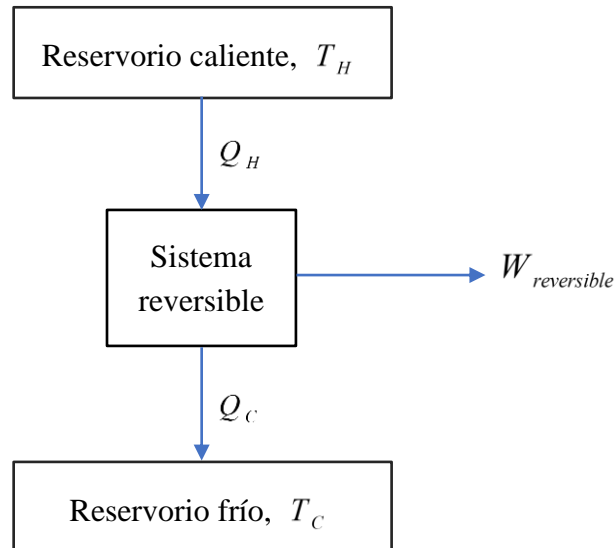 Reservorio caliente, T_H
Q_H
Sistema
reversible
W_reversible
Q_C
Reservorio frío, T_C